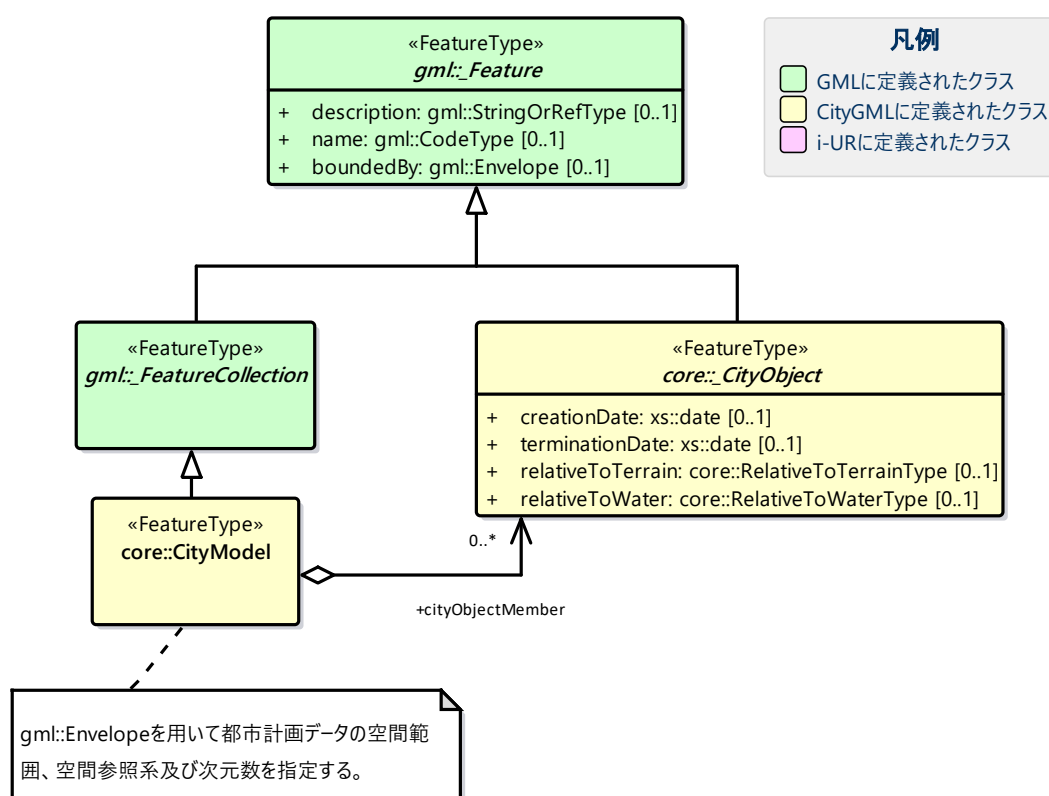 «FeatureType»
gml::_Feature
+ description: gml::StringOrRefType [0..1]
+ name: gml::CodeType [0..1]
+ boundedBy: gml::Envelope [0..1]
凡例
GMLに定義されたクラス
CityGMLに定義されたクラス
i-URに定義されたクラス
«FeatureType»
gml::_FeatureCollection
«FeatureType»
core::_CityObject
+ creationDate: xs::date [0..1]
+ terminationDate: xs::date [0..1]
+ relativeToTerrain: core::RelativeToTerrainType [0..1]
+ relativeToWater: core::RelativeToWaterType [0..1]
«FeatureType»
core::CityModel
0..*
+cityObjectMember
gml::Envelopeを用いて都市計画データの空間範
囲、空間参照系及び次元数を指定する。